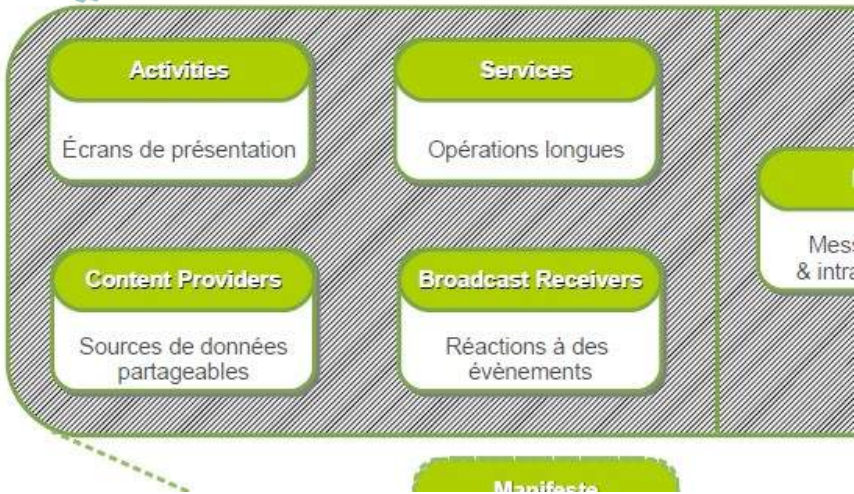 Activities
Écrans de présentation
Services
Opérations longues
Content Providers
Sources de données
partageables
Broadcast Receivers
Réactions á des
évènements
& 
Manifeste